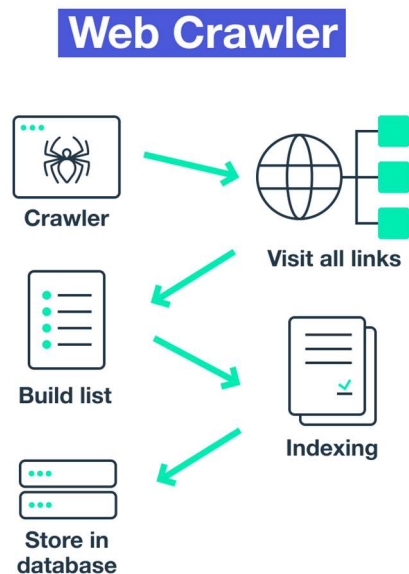 Web Crawler
Crawler
Visit all links
Build list
Indexing
Store in
database